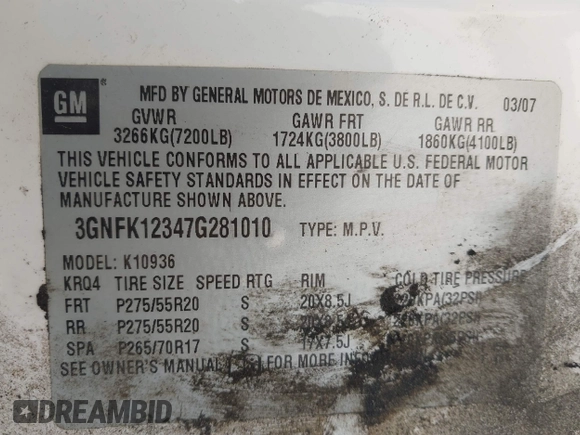 GM
MFD BY GENERAL MOTORS DE MEXICO, S. DE R.L. DE C.V. 03/07
GVWR GAWR FRT GAWR RR
3266KG(7200LB) 1724KG(3800LB) 1860KG(4100LB)
THIS VEHICLE CONFORMS TO ALL APPLICABLE U.S. FEDERAL MOTOR
VEHICLE SAFETY STANDARDS IN EFFECT ON THE DATE OF
MANUFACTURE SHOWN ABOVE.
3GNFK12347G281010 TYPE: M.P.V.
MODEL: K10936
KRQ4 TIRE SIZE SPEED RTG RIM COLD TIRE PRESSURE
FRT P275/55R20 S 20X8.5J
RR P275/55R20 S
SPA P265/70R17 S 17X7.5J
SEE OWNER'S MANUAL FOR MORE
DREAMBID